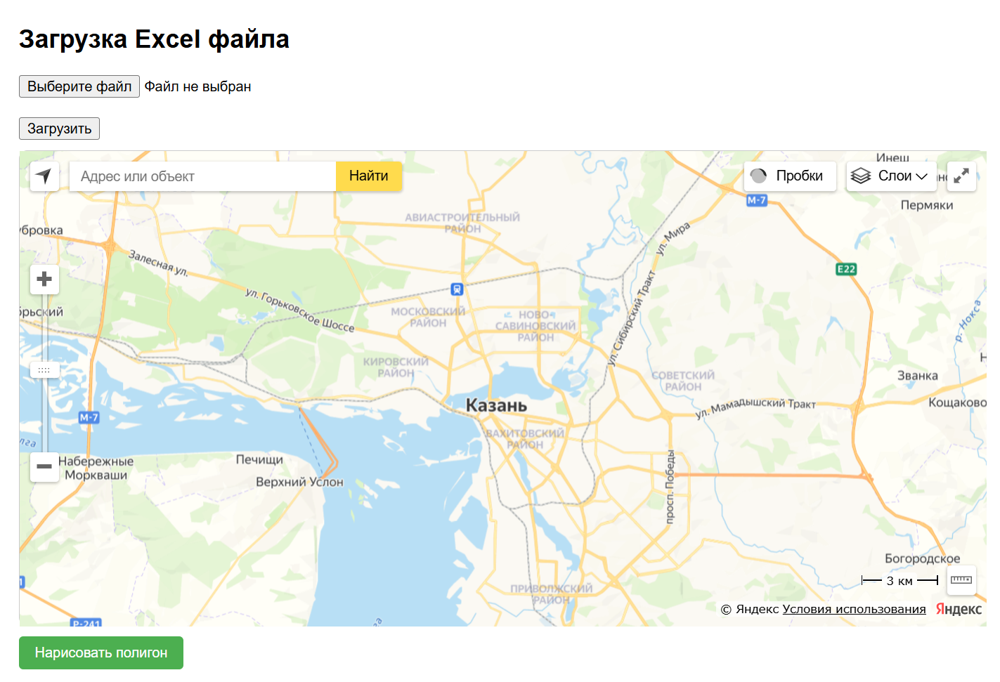 Загрузка Excel файла
Выберите файл Файл не выбран
Загрузить
Адрес или объект
Найти
Пробки
Слои
Инеш
Пермяки
М-7
АВИАСТРОИТЕЛЬНЫЙ
РАЙОН
ул. Мира
Залесная ул.
E22
ул. Горьковское Шоссе
МОСКОВСКИЙ
РАЙОН
НОВО-
САВИНОВСКИЙ
РАЙОН
ул. Сибирский Тракт
р. Нокса
КИРОВСКИЙ
РАЙОН
СОВЕТСКИЙ
РАЙОН
Званка
Казань
ул. Мамадышский Тракт
Кощаково
М-7
ВАХИТОВСКИЙ
РАЙОН
Набережные
Моркваши
Печищи
Верхний Услон
просп. Победы
Богородское
3 км
ПРИВОЛЖСКИЙ
РАЙОН
© Яндекс Условия использования Яндекс
Р-241
Нарисовать полигон